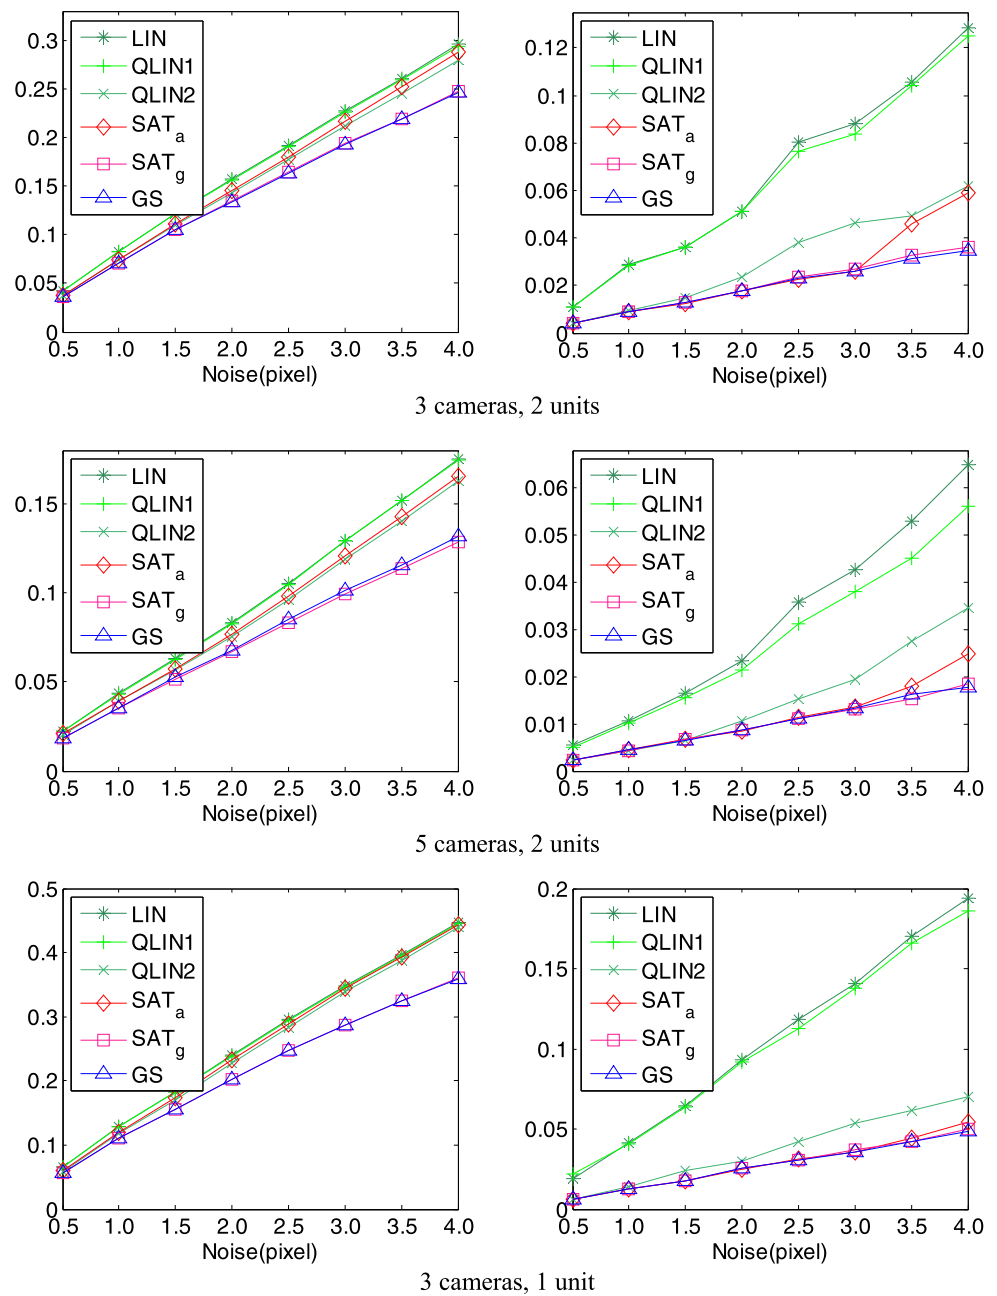 0.3
0.25
0.2
0.15
0.1
0.05
0
LIN
QLIN1
QLIN2
SATa
SATg
GS
0.5 1.0 1.5 2.0 2.5 3.0 3.5 4.0
Noise(pixel)
0.12
0.1
0.08
0.06
0.04
0.02
0
LIN
QLIN1
QLIN2
SATa
SATg
GS
0.5 1.0 1.5 2.0 2.5 3.0 3.5 4.0
Noise(pixel)
3 cameras, 2 units
0.15
0.1
0.05
0
LIN
QLIN1
QLIN2
SATa
SATg
GS
0.5 1.0 1.5 2.0 2.5 3.0 3.5 4.0
Noise(pixel)
0.06
0.05
0.04
0.03
0.02
0.01
0
LIN
QLIN1
QLIN2
SATa
SATg
GS
0.5 1.0 1.5 2.0 2.5 3.0 3.5 4.0
Noise(pixel)
5 cameras, 2 units
0.5
0.4
0.3
0.2
0.1
0
LIN
QLIN1
QLIN2
SATa
SATg
GS
0.5 1.0 1.5 2.0 2.5 3.0 3.5 4.0
Noise(pixel)
0.2
0.15
0.1
0.05
0
LIN
QLIN1
QLIN2
SATa
SATg
GS
0.5 1.0 1.5 2.0 2.5 3.0 3.5 4.0
Noise(pixel)
3 cameras, 1 unit